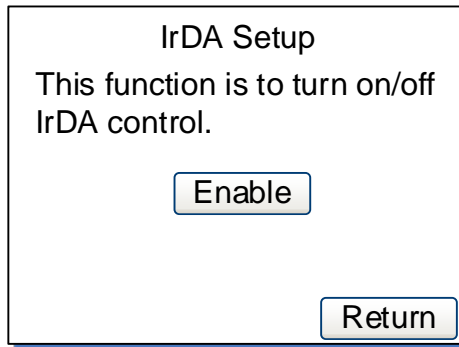 IrDA Setup
This function is to turn on/off
IrDA control.
Enable
Return